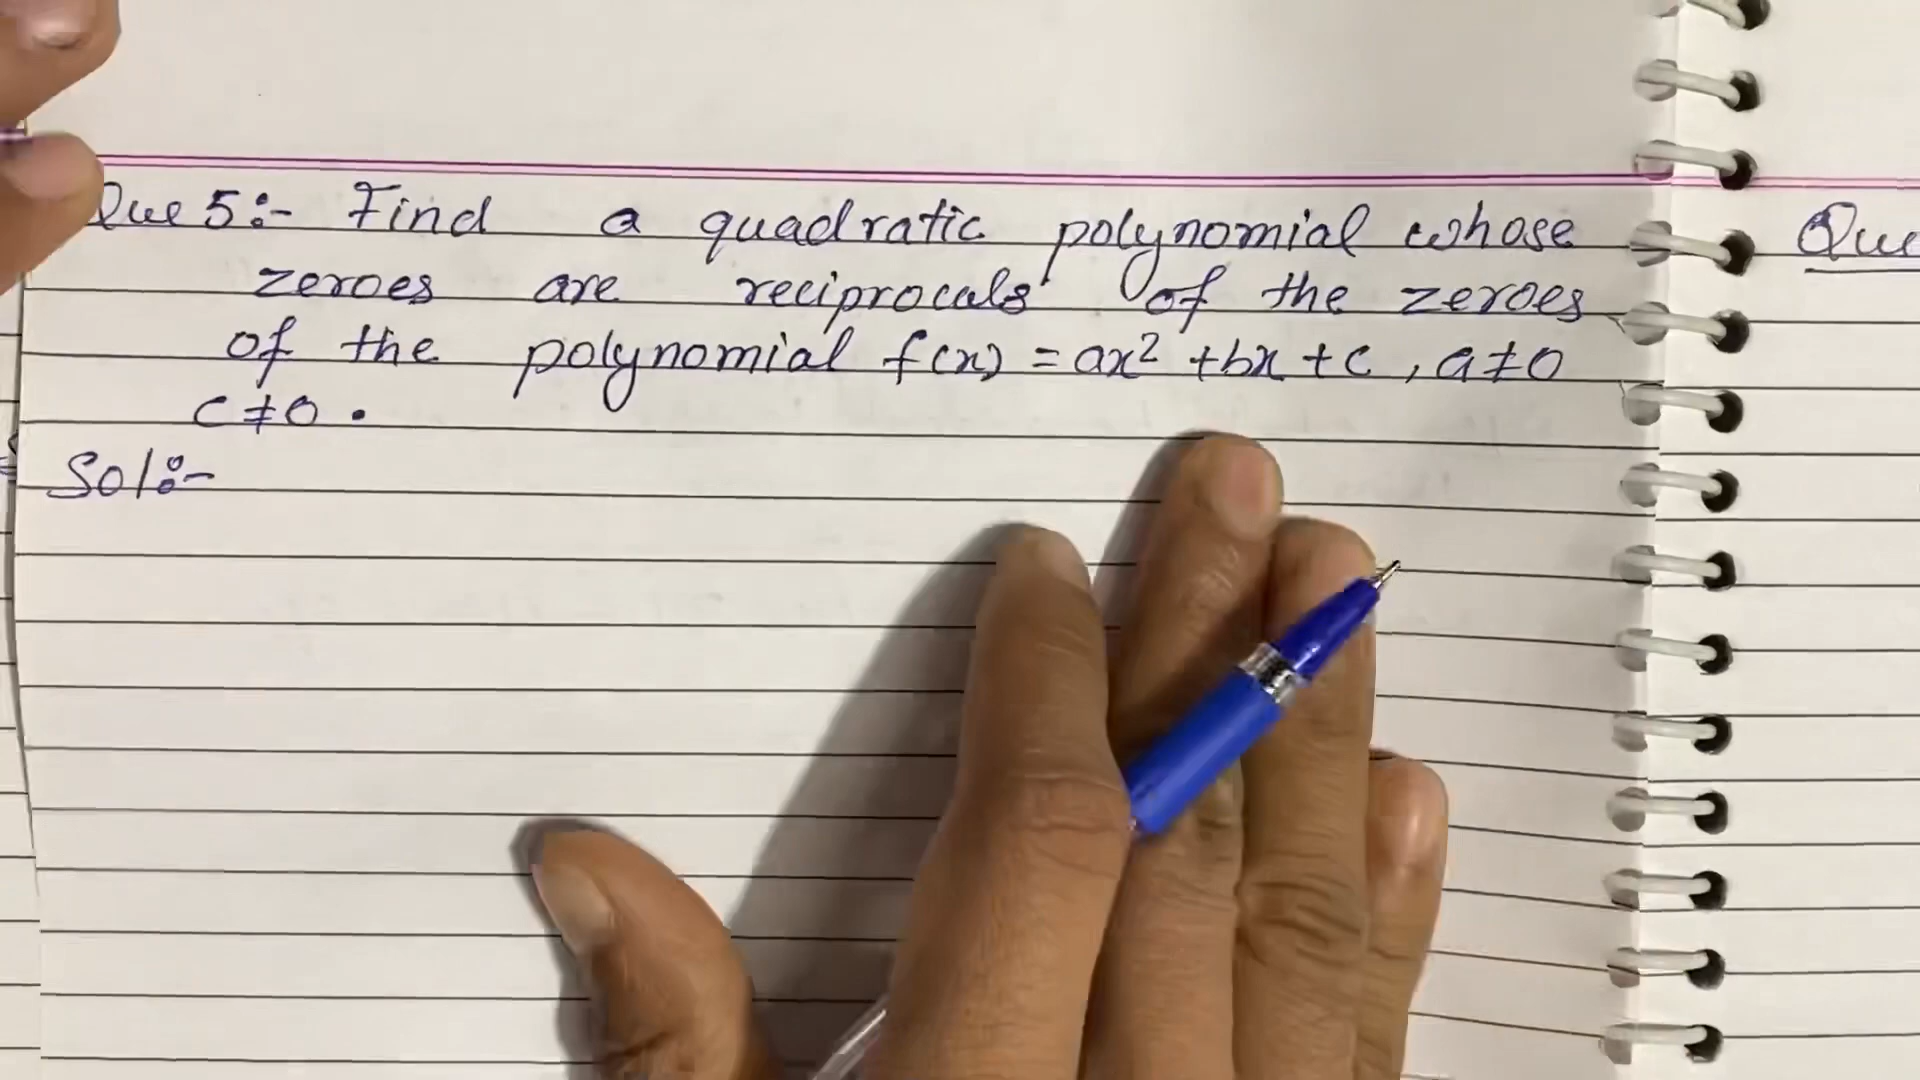 Que 5:- Find a quadratic polynomial whose
zeroes are reciprocals of the zeroes
of the polynomial f(x) = ax² + bx + c, a≠0
c≠0.
Sol:-
Que